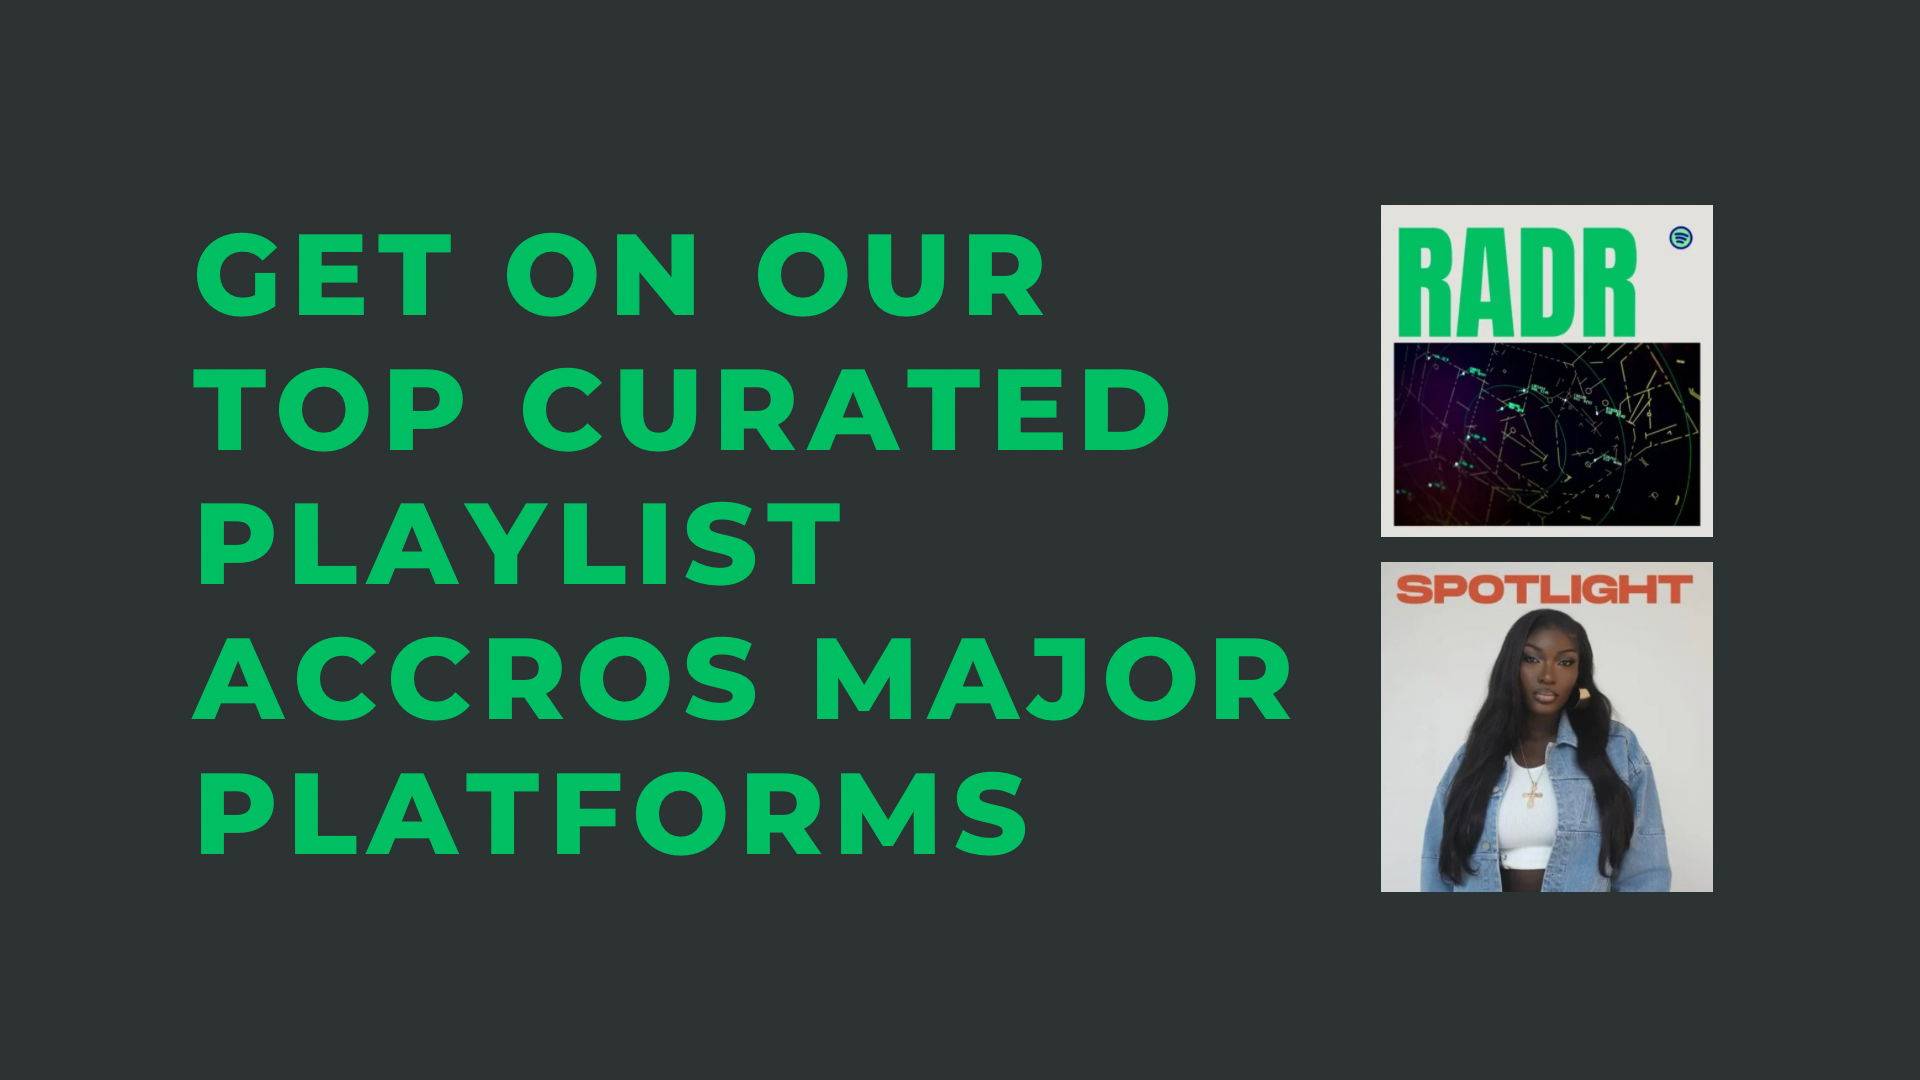 GET ON OUR
TOP CURATED
PLAYLIST
ACCROS MAJOR
PLATFORMS
RADR
SPOTLIGHT